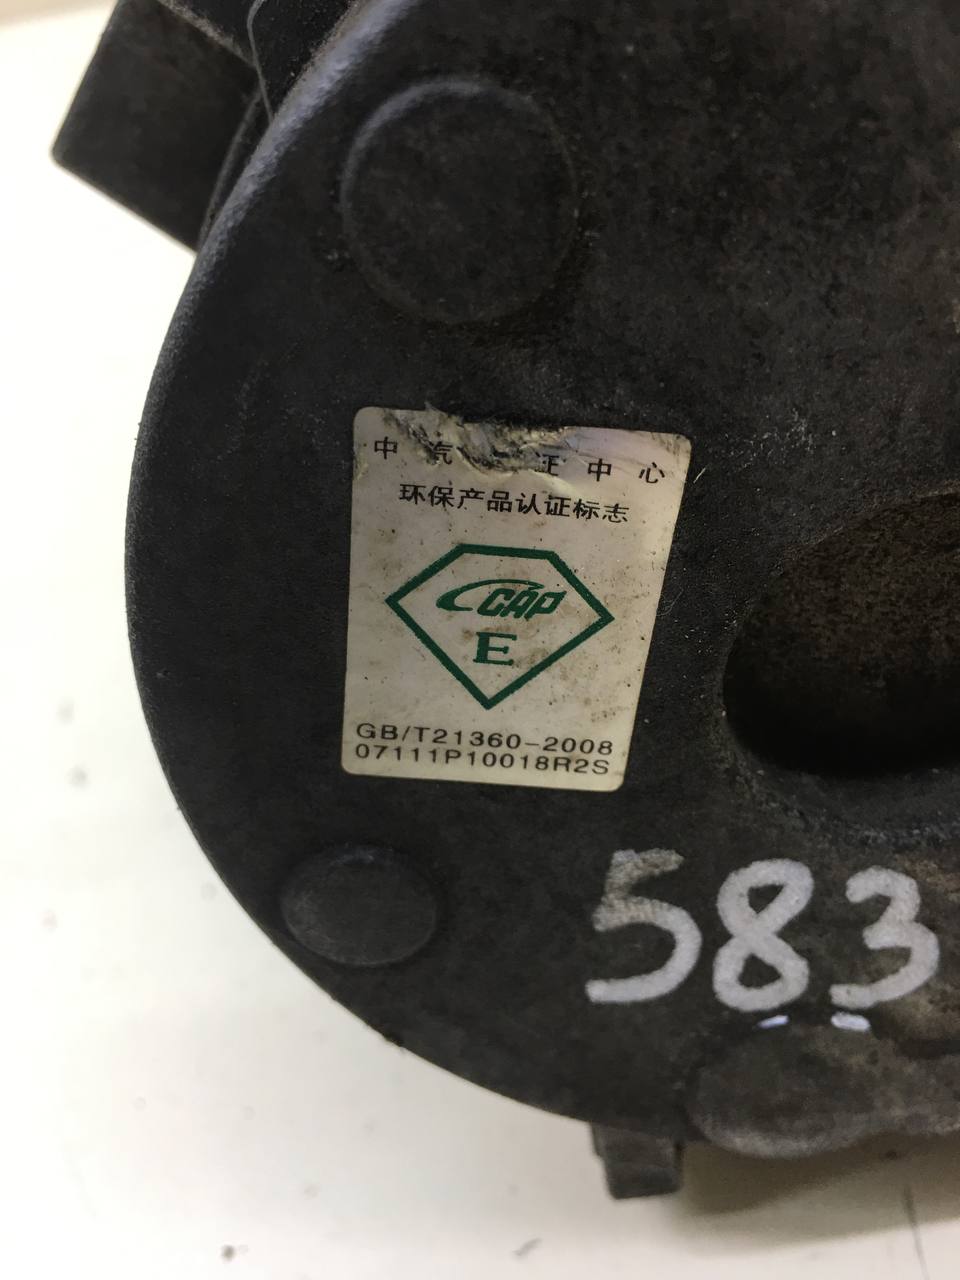 中 汽 证 中 心
环保产品认证标志
CCAP
E
GB/T21360-2008
07111P10018R2S
583